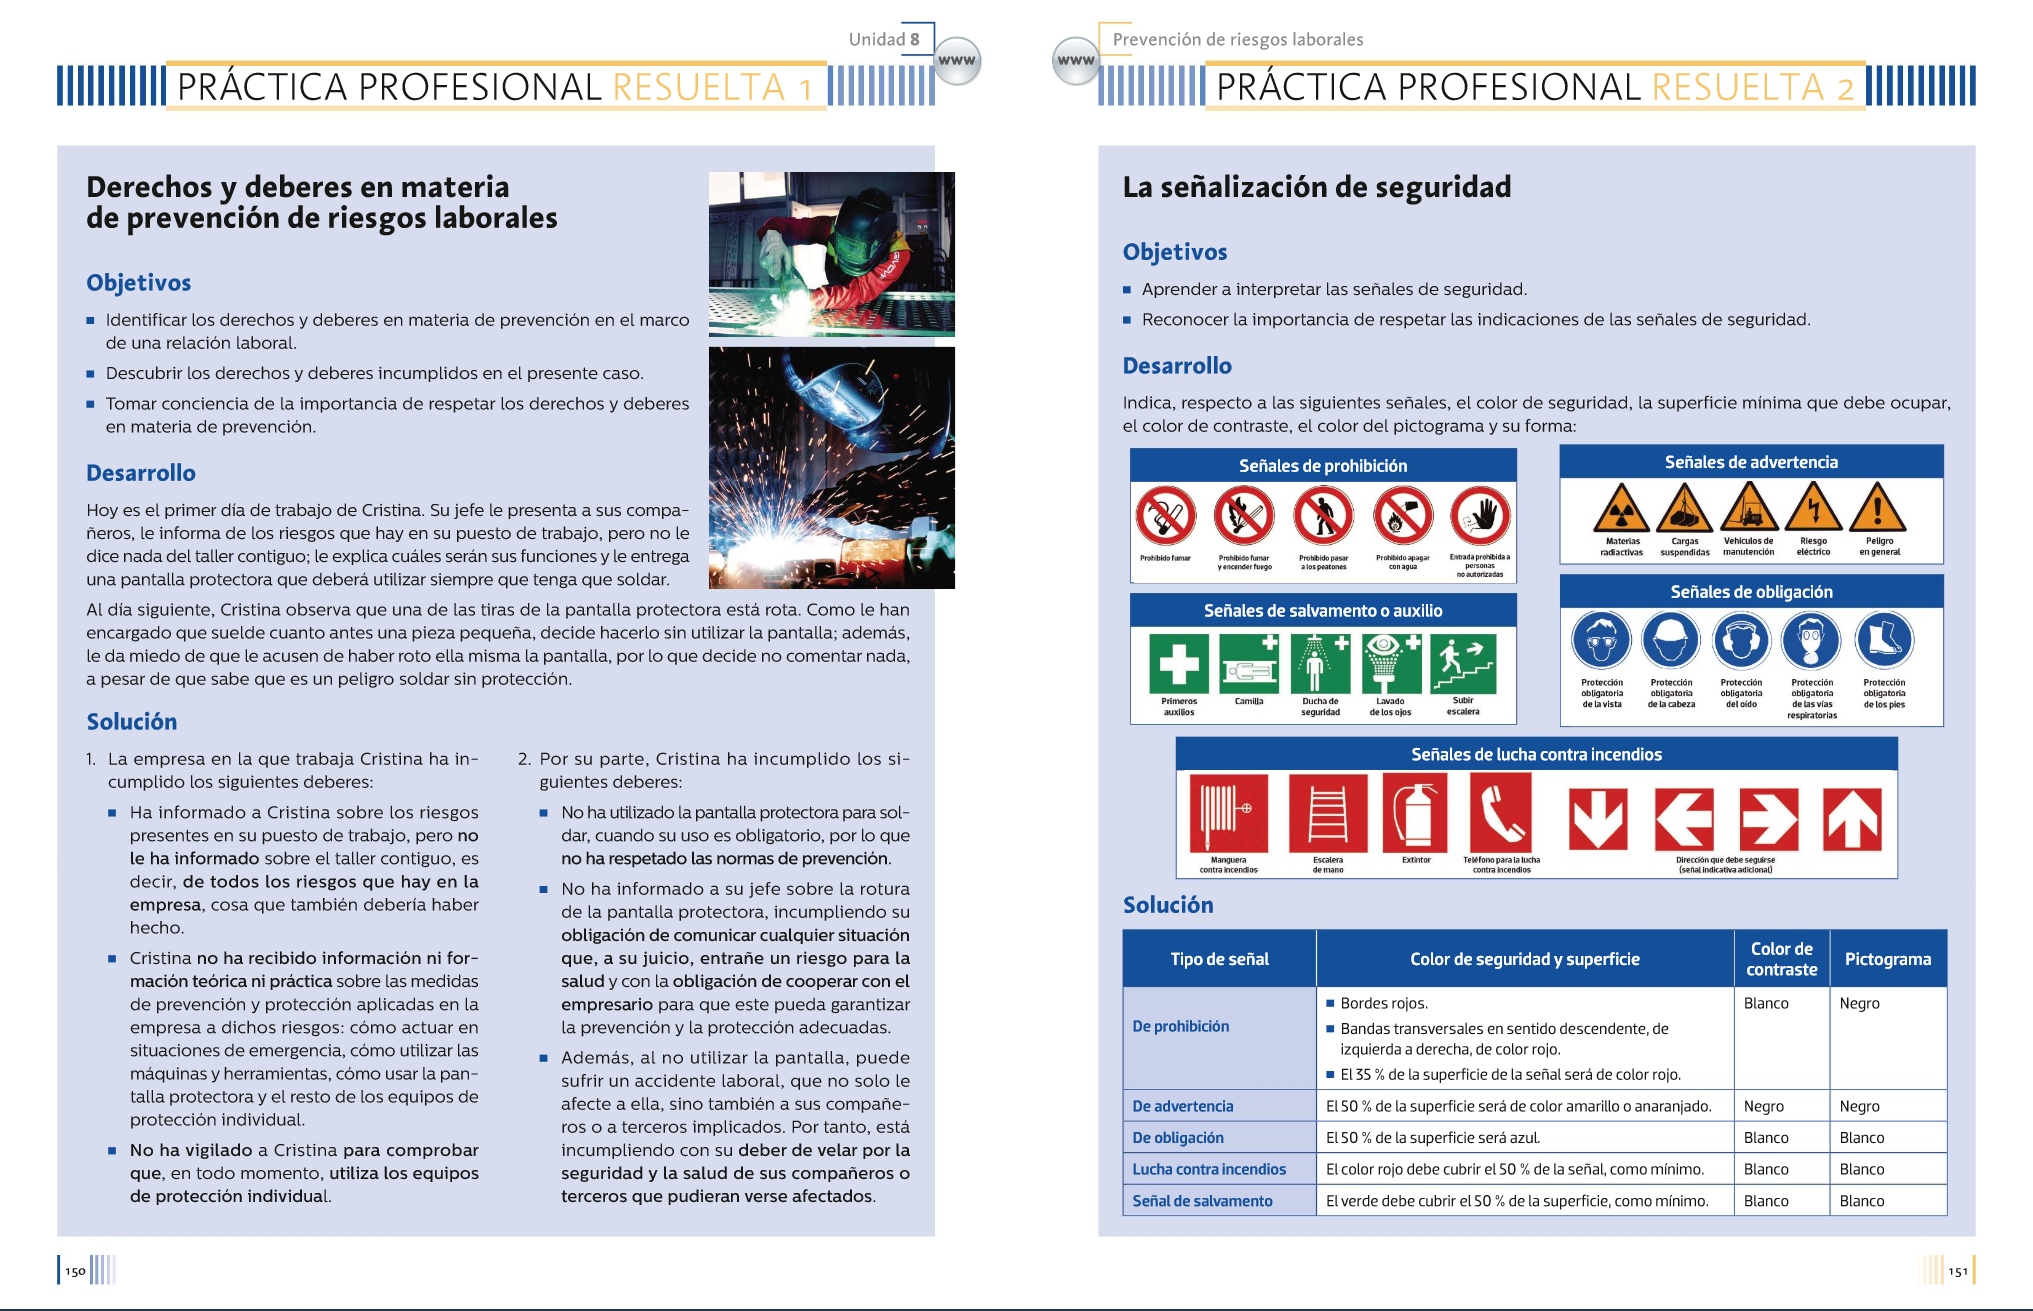 Unidad 8
www
PRÁCTICA PROFESIONAL RESUELTA 1
Derechos y deberes en materia
de prevención de riesgos laborales
Objetivos
Identificar los derechos y deberes en materia de prevención en el marco
de una relación laboral.
Descubrir los derechos y deberes incumplidos en el presente caso.
Tomar conciencia de la importancia de respetar los derechos y deberes
en materia de prevención.
Desarrollo
Hoy es el primer día de trabajo de Cristina. Su jefe le presenta a sus compa-
ñeros, le informa de los riesgos que hay en su puesto de trabajo, pero no le
dice nada del taller contiguo; le explica cuáles serán sus funciones y le entrega
una pantalla protectora que deberá utilizar siempre que tenga que soldar.
Al día siguiente, Cristina observa que una de las tiras de la pantalla protectora está rota. Como le han
encargado que suelde cuanto antes una pieza pequeña, decide hacerlo sin utilizar la pantalla; además,
le da miedo de que le acusen de haber roto ella misma la pantalla, por lo que decide no comentar nada,
a pesar de que sabe que es un peligro soldar sin protección.
Solución
1. La empresa en la que trabaja Cristina ha in-
cumplido los siguientes deberes:
Ha informado a Cristina sobre los riesgos
presentes en su puesto de trabajo, pero no
le ha informado sobre el taller contiguo, es
decir, de todos los riesgos que hay en la
empresa, cosa que también debería haber
hecho.
Cristina no ha recibido información ni for-
mación teórica ni práctica sobre las medidas
de prevención y protección aplicadas en la
empresa a dichos riesgos: cómo actuar en
situaciones de emergencia, cómo utilizar las
máquinas y herramientas, cómo usar la pan-
talla protectora y el resto de los equipos de
protección individual.
No ha vigilado a Cristina para comprobar
que, en todo momento, utiliza los equipos
de protección individual.
2. Por su parte, Cristina ha incumplido los si-
guientes deberes:
No ha utilizado la pantalla protectora para sol-
dar, cuando su uso es obligatorio, por lo que
no ha respetado las normas de prevención.
No ha informado a su jefe sobre la rotura
de la pantalla protectora, incumpliendo su
obligación de comunicar cualquier situación
que, a su juicio, entrañe un riesgo para la
salud y con la obligación de cooperar con el
empresario para que este pueda garantizar
la prevención y la protección adecuadas.
Además, al no utilizar la pantalla, puede
sufrir un accidente laboral, que no solo le
afecte a ella, sino también a sus compañe-
ros o a terceros implicados. Por tanto, está
incumpliendo con su deber de velar por la
seguridad y la salud de sus compañeros o
terceros que pudieran verse afectados.
150
Prevención de riesgos laborales
www
PRÁCTICA PROFESIONAL RESUELTA 2
La señalización de seguridad
Objetivos
Aprender a interpretar las señales de seguridad.
Reconocer la importancia de respetar las indicaciones de las señales de seguridad.
Desarrollo
Indica, respecto a las siguientes señales, el color de seguridad, la superficie mínima que debe ocupar,
el color de contraste, el color del pictograma y su forma:
Señales de prohibición
Prohibido fumar
Prohibido fumar
y encender fuego
Prohibido pasar
a los peatones
Prohibido apagar
con agua
Entrada prohibida a
personas
no autorizadas
Señales de advertencia
Materias
radiactivas
Cargas
suspendidas
Vehículos de
manutención
Riesgo
eléctrico
Peligro
en general
Señales de salvamento o auxilio
Primeros
auxilios
Camilla
Ducha de
seguridad
Lavado
de los ojos
Subir
escalera
Señales de obligación
Protección
obligatoria
de la vista
Protección
obligatoria
de la cabeza
Protección
obligatoria
del oído
Protección
obligatoria
de las vías
respiratorias
Protección
obligatoria
de los pies
Señales de lucha contra incendios
Manguera
contra incendios
Escalera
de mano
Extintor
Teléfono para la lucha
contra incendios
Dirección que debe seguirse
(señal indicativa adicional)
Solución
Tipo de señal Color de seguridad y superficie Color de contraste Pictograma
De prohibición
Bordes rojos.
Bandas transversales en sentido descendente, de
izquierda a derecha, de color rojo.
El 35 % de la superficie de la señal será de color rojo.
Blanco Negro
De advertencia El 50 % de la superficie será de color amarillo o anaranjado. Negro Negro
De obligación El 50 % de la superficie será azul. Blanco Blanco
Lucha contra incendios El color rojo debe cubrir el 50 % de la señal, como mínimo. Blanco Blanco
Señal de salvamento El verde debe cubrir el 50 % de la superficie, como mínimo. Blanco Blanco
151